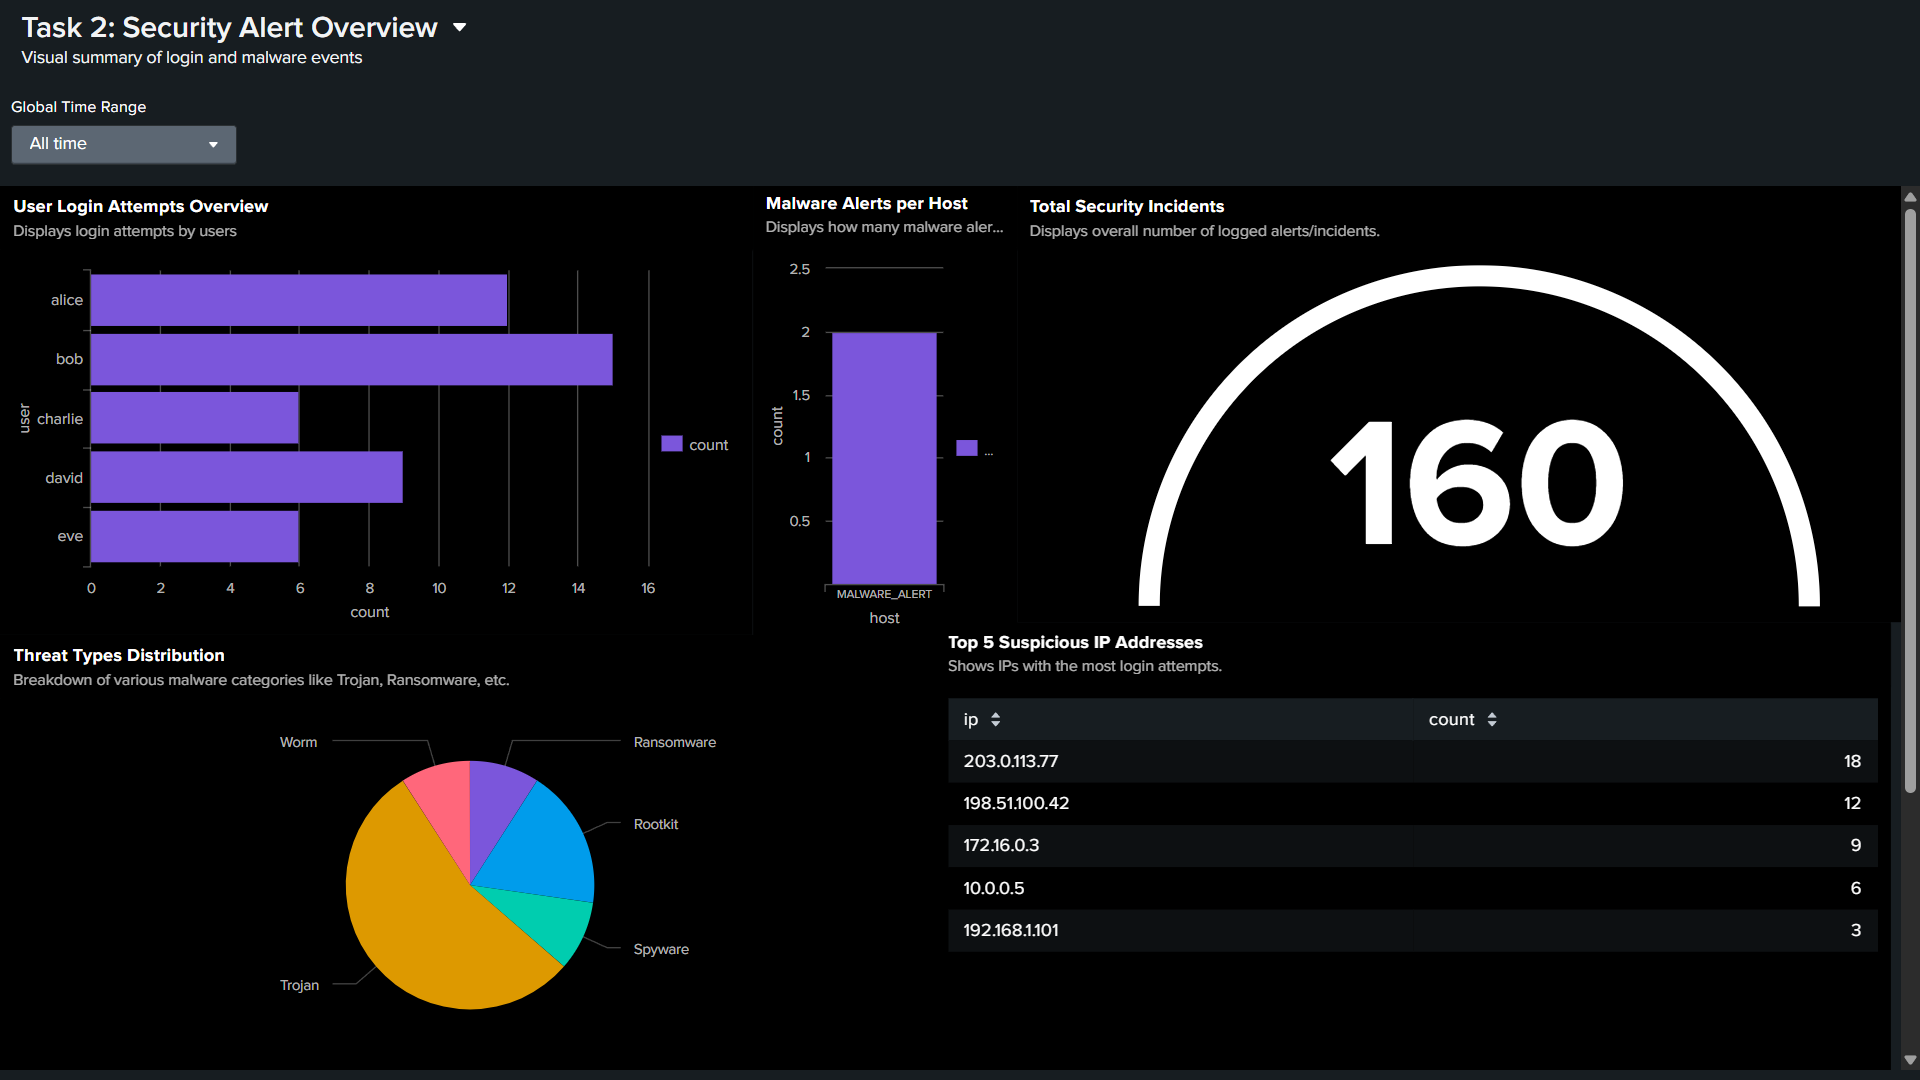 Task 2: Security Alert Overview
Visual summary of login and malware events
Global Time Range
All time
User Login Attempts Overview
Displays login attempts by users
user
alice
bob
charlie
david
eve
0 2 4 6 8 10 12 14 16
count
count
Malware Alerts per Host
Displays how many malware aler...
count
2.5
2
1.5
1
0.5
MALWARE_ALERT
host
...
Total Security Incidents
Displays overall number of logged alerts/incidents.
160
Threat Types Distribution
Breakdown of various malware categories like Trojan, Ransomware, etc.
Worm
Ransomware
Rootkit
Spyware
Trojan
Top 5 Suspicious IP Addresses
Shows IPs with the most login attempts.
ip count
203.0.113.77 18
198.51.100.42 12
172.16.0.3 9
10.0.0.5 6
192.168.1.101 3